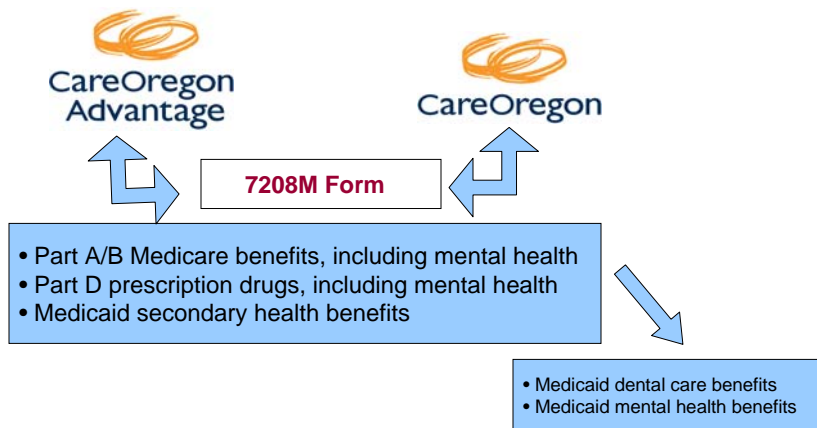 CareOregon
Advantage
CareOregon
7208M Form
• Part A/B Medicare benefits, including mental health
• Part D prescription drugs, including mental health
• Medicaid secondary health benefits
• Medicaid dental care benefits
• Medicaid mental health benefits